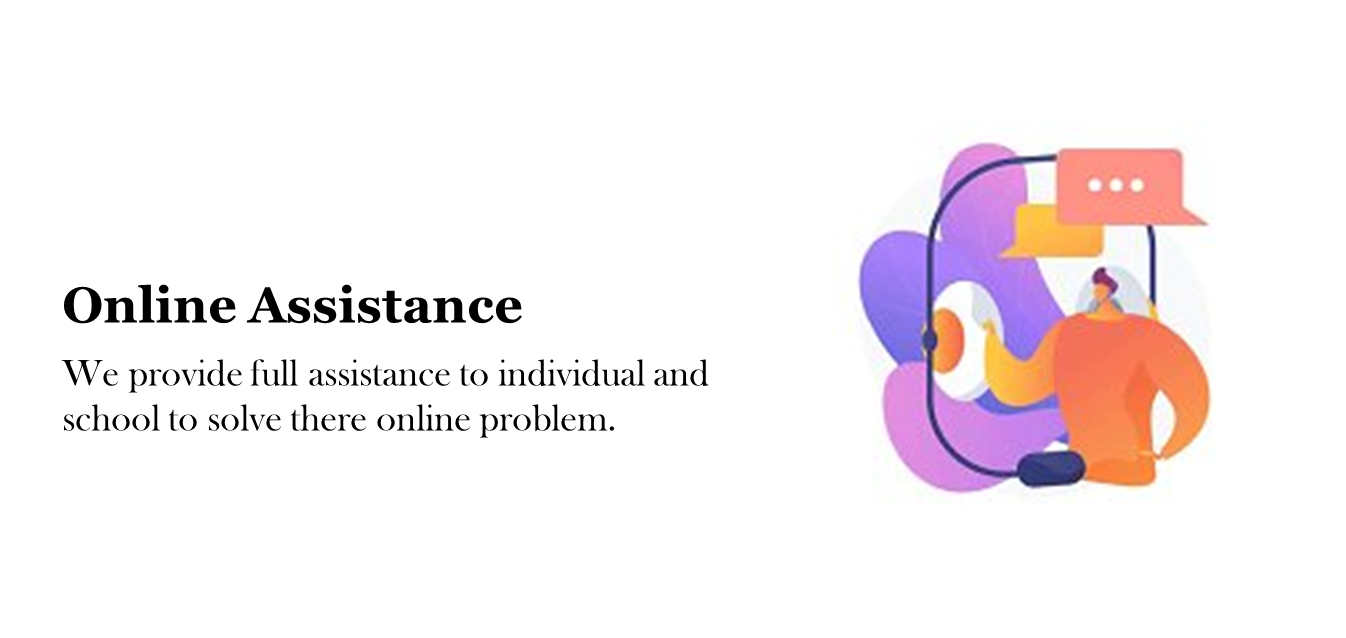 Online Assistance
We provide full assistance to individual and
school to solve there online problem.